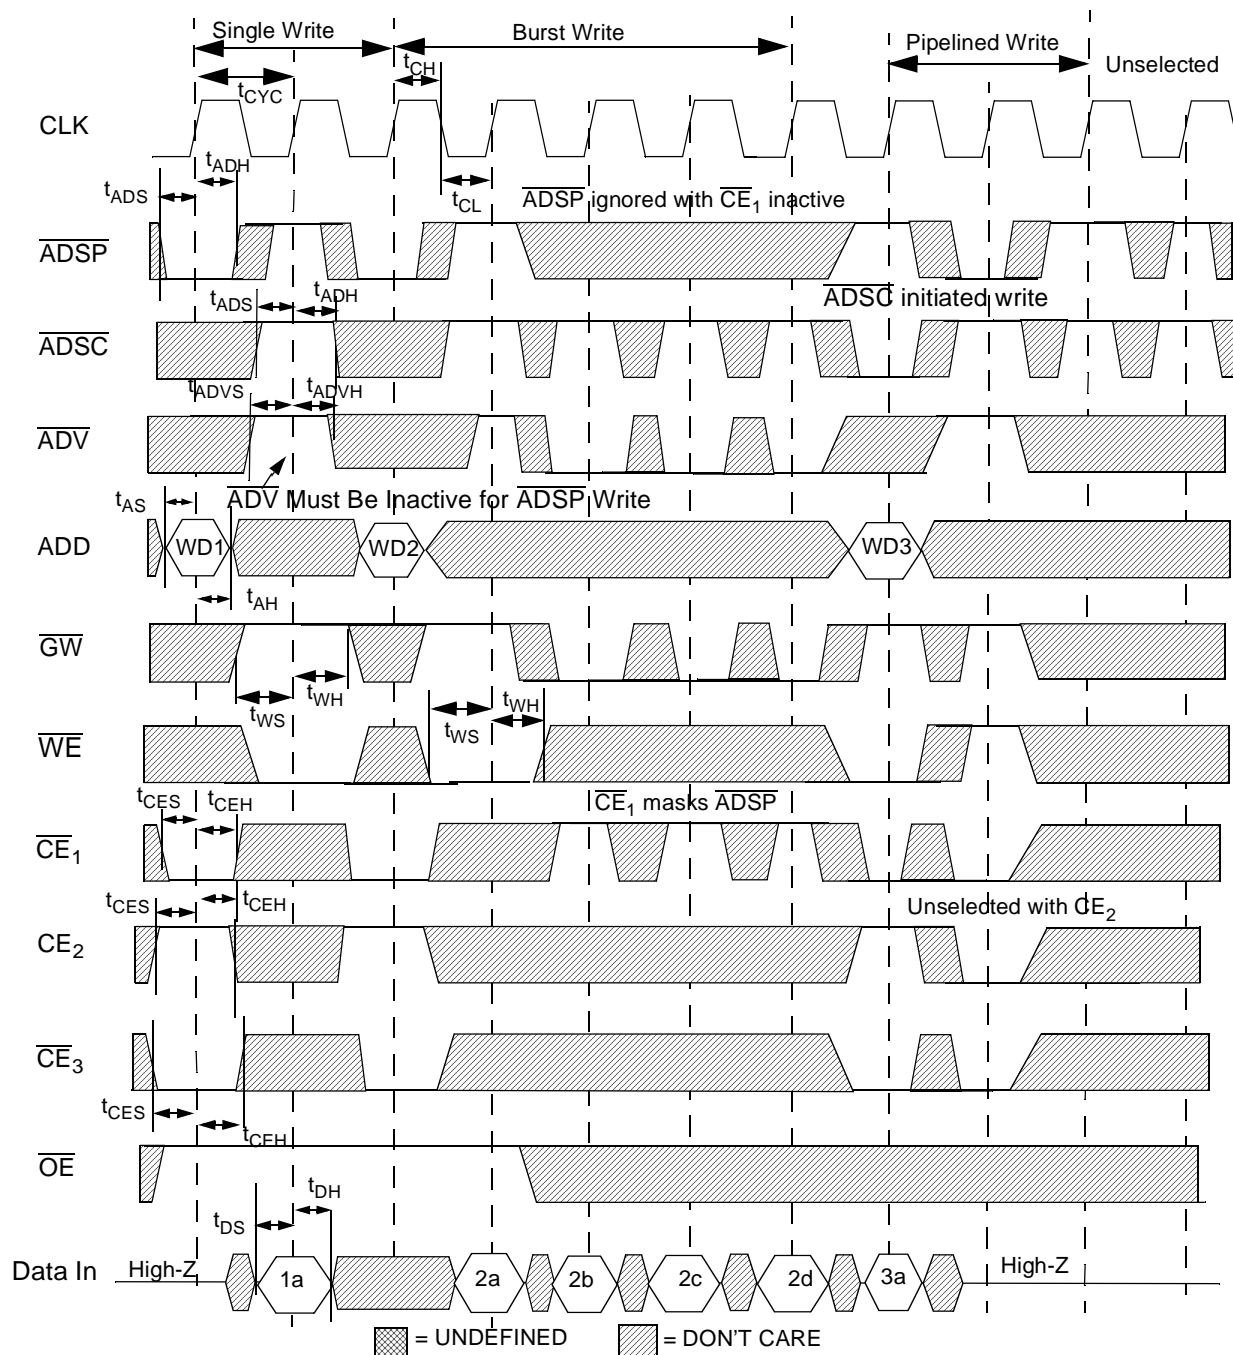 Single Write
Burst Write
Pipelined Write
Unselected
tCH
tCYC
CLK
tADH
tADS
tCL
ADSP ignored with CE1 inactive
ADSP
tADS
tADH
ADSC initiated write
ADSC
tADVS
tADVH
ADV
ADV Must Be Inactive for ADSP Write
tAS
ADD
WD1
WD2
WD3
tAH
GW
tWS
tWH
tWS
tWH
WE
tCES
tCEH
CE1 masks ADSP
CE1
tCES
tCEH
Unselected with CE2
CE2
CE3
tCES
tCEH
OE
tDH
tDS
Data In
High-Z
1a
2a
2b
2c
2d
3a
High-Z
= UNDEFINED
= DON'T CARE